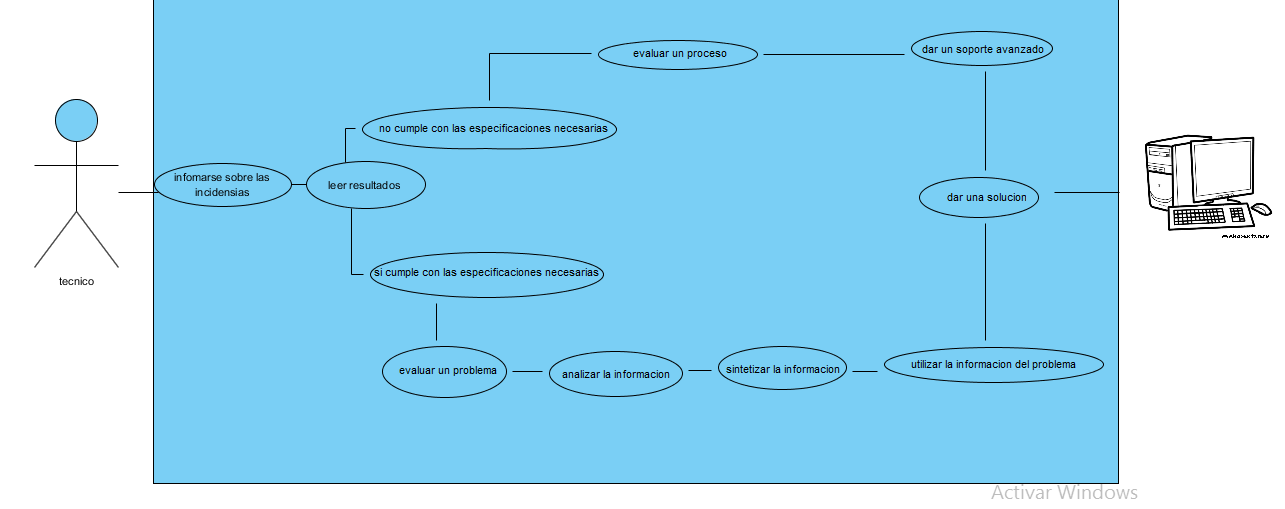 evaluar un proceso
dar un soporte avanzado
no cumple con las especificaciones necesarias
infomarse sobre las
incidensias
leer resultados
dar una solucion
tecnico
si cumple con las especificaciones necesarias
evaluar un problema
analizar la informacion
sintetizar la informacion
utilizar la informacion del problema
Activar Windows